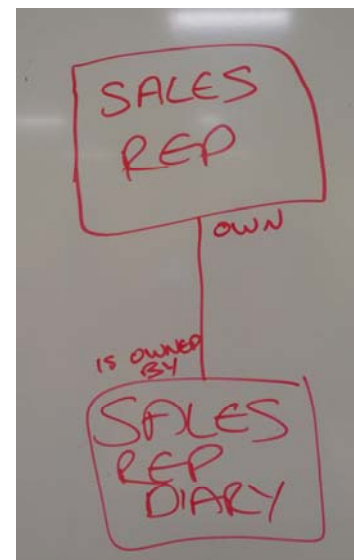 SALES
REP
OWN
IS OWNED
BY
SALES
REP
DIARY